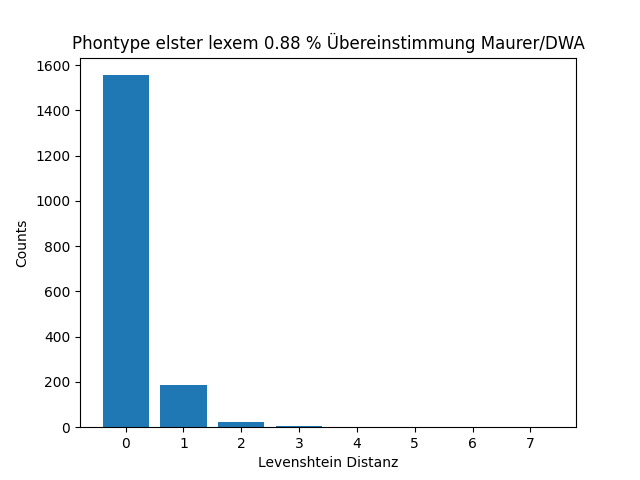 Phontype elster lexem 0.88 % Übereinstimmung Maurer/DWA
1600
1400
1200
1000
800
600
400
200
0
Counts
0 1 2 3 4 5 6 7
Levenshtein Distanz